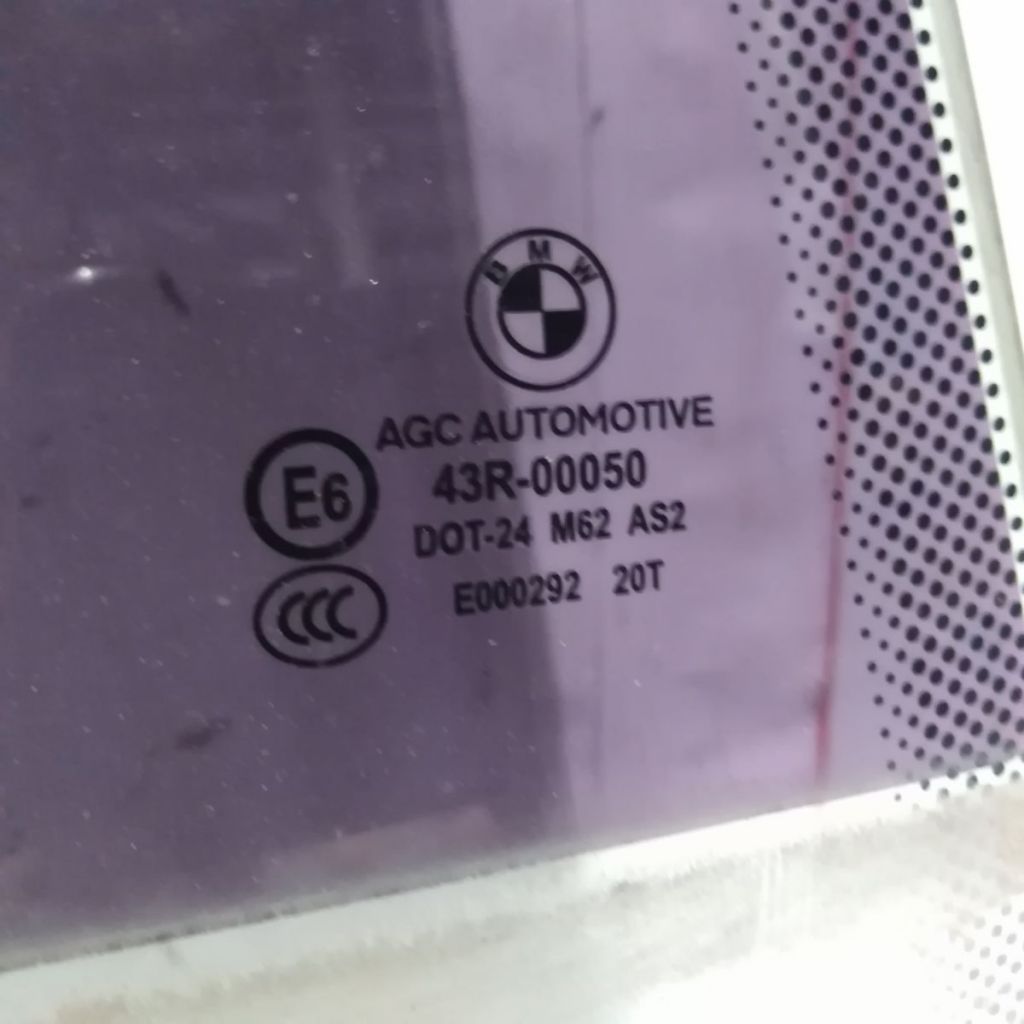 BMW
AGC AUTOMOTIVE
E6
43R-00050
DOT-24 M62 AS2
CCC
E000292 20T